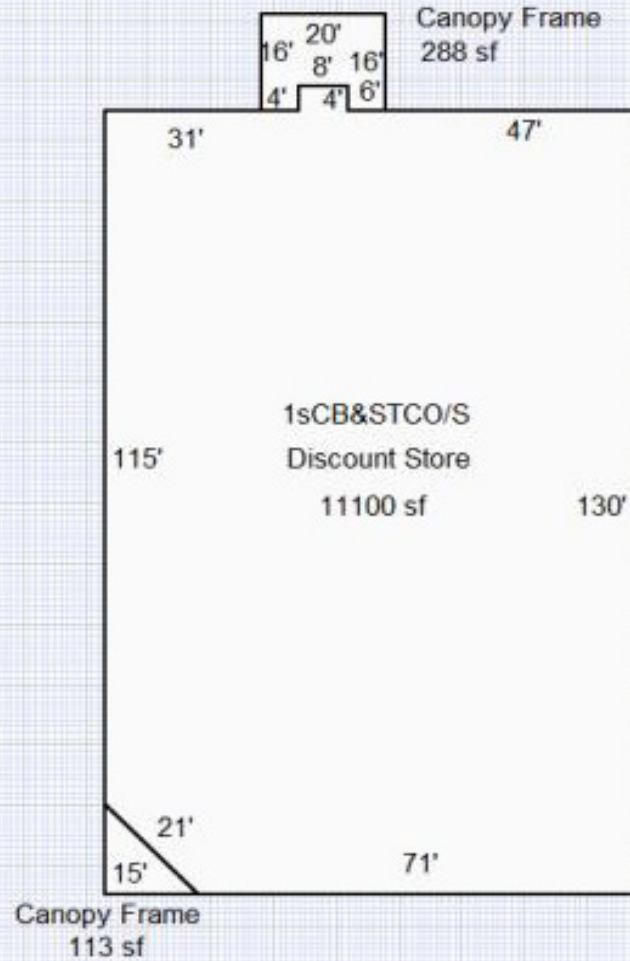 Canopy Frame
288 sf
20'
16'
8'
16'
4'
4'
6'
31'
47'
1sCB&STCO/S
Discount Store
11100 sf
115'
130'
21'
15'
71'
Canopy Frame
113 sf